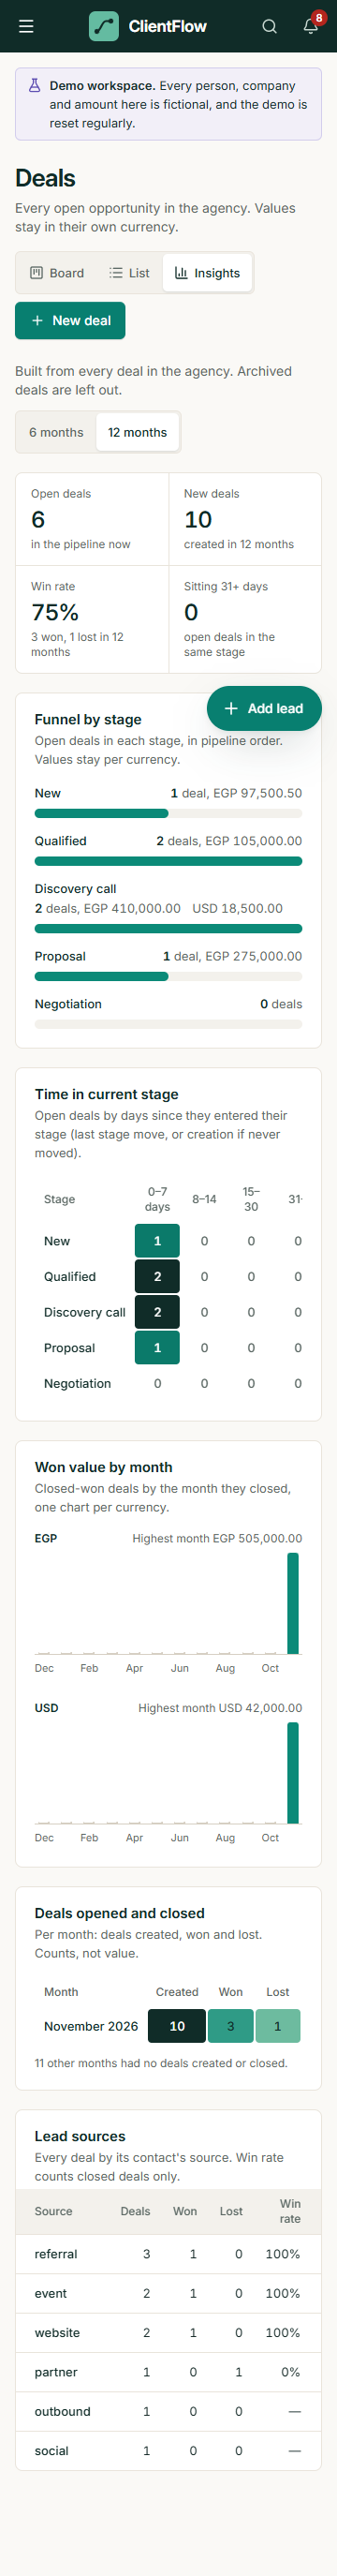 ClientFlow
8
Demo workspace. Every person, company
and amount here is fictional, and the demo is
reset regularly.
Deals
Every open opportunity in the agency. Values
stay in their own currency.
Board List Insights
New deal
Built from every deal in the agency. Archived
deals are left out.
6 months 12 months
Open deals
6
in the pipeline now
New deals
10
created in 12 months
Win rate
75%
3 won, 1 lost in 12
months
Sitting 31+ days
0
open deals in the
same stage
Add lead
Funnel by stage
Open deals in each stage, in pipeline order.
Values stay per currency.
New 1 deal, EGP 97,500.50
Qualified 2 deals, EGP 105,000.00
Discovery call
2 deals, EGP 410,000.00 USD 18,500.00
Proposal 1 deal, EGP 275,000.00
Negotiation 0 deals
Time in current stage
Open deals by days since they entered their
stage (last stage move, or creation if never
moved).
Stage 0–7 days 8–14 15–30 31-
New 1 0 0 0
Qualified 2 0 0 0
Discovery call 2 0 0 0
Proposal 1 0 0 0
Negotiation 0 0 0 0
Won value by month
Closed-won deals by the month they closed,
one chart per currency.
EGP Highest month EGP 505,000.00
Dec Feb Apr Jun Aug Oct
USD Highest month USD 42,000.00
Dec Feb Apr Jun Aug Oct
Deals opened and closed
Per month: deals created, won and lost.
Counts, not value.
Month Created Won Lost
November 2026 10 3 1
11 other months had no deals created or closed.
Lead sources
Every deal by its contact's source. Win rate
counts closed deals only.
Source Deals Won Lost Win rate
referral 3 1 0 100%
event 2 1 0 100%
website 2 1 0 100%
partner 1 0 1 0%
outbound 1 0 0 —
social 1 0 0 —